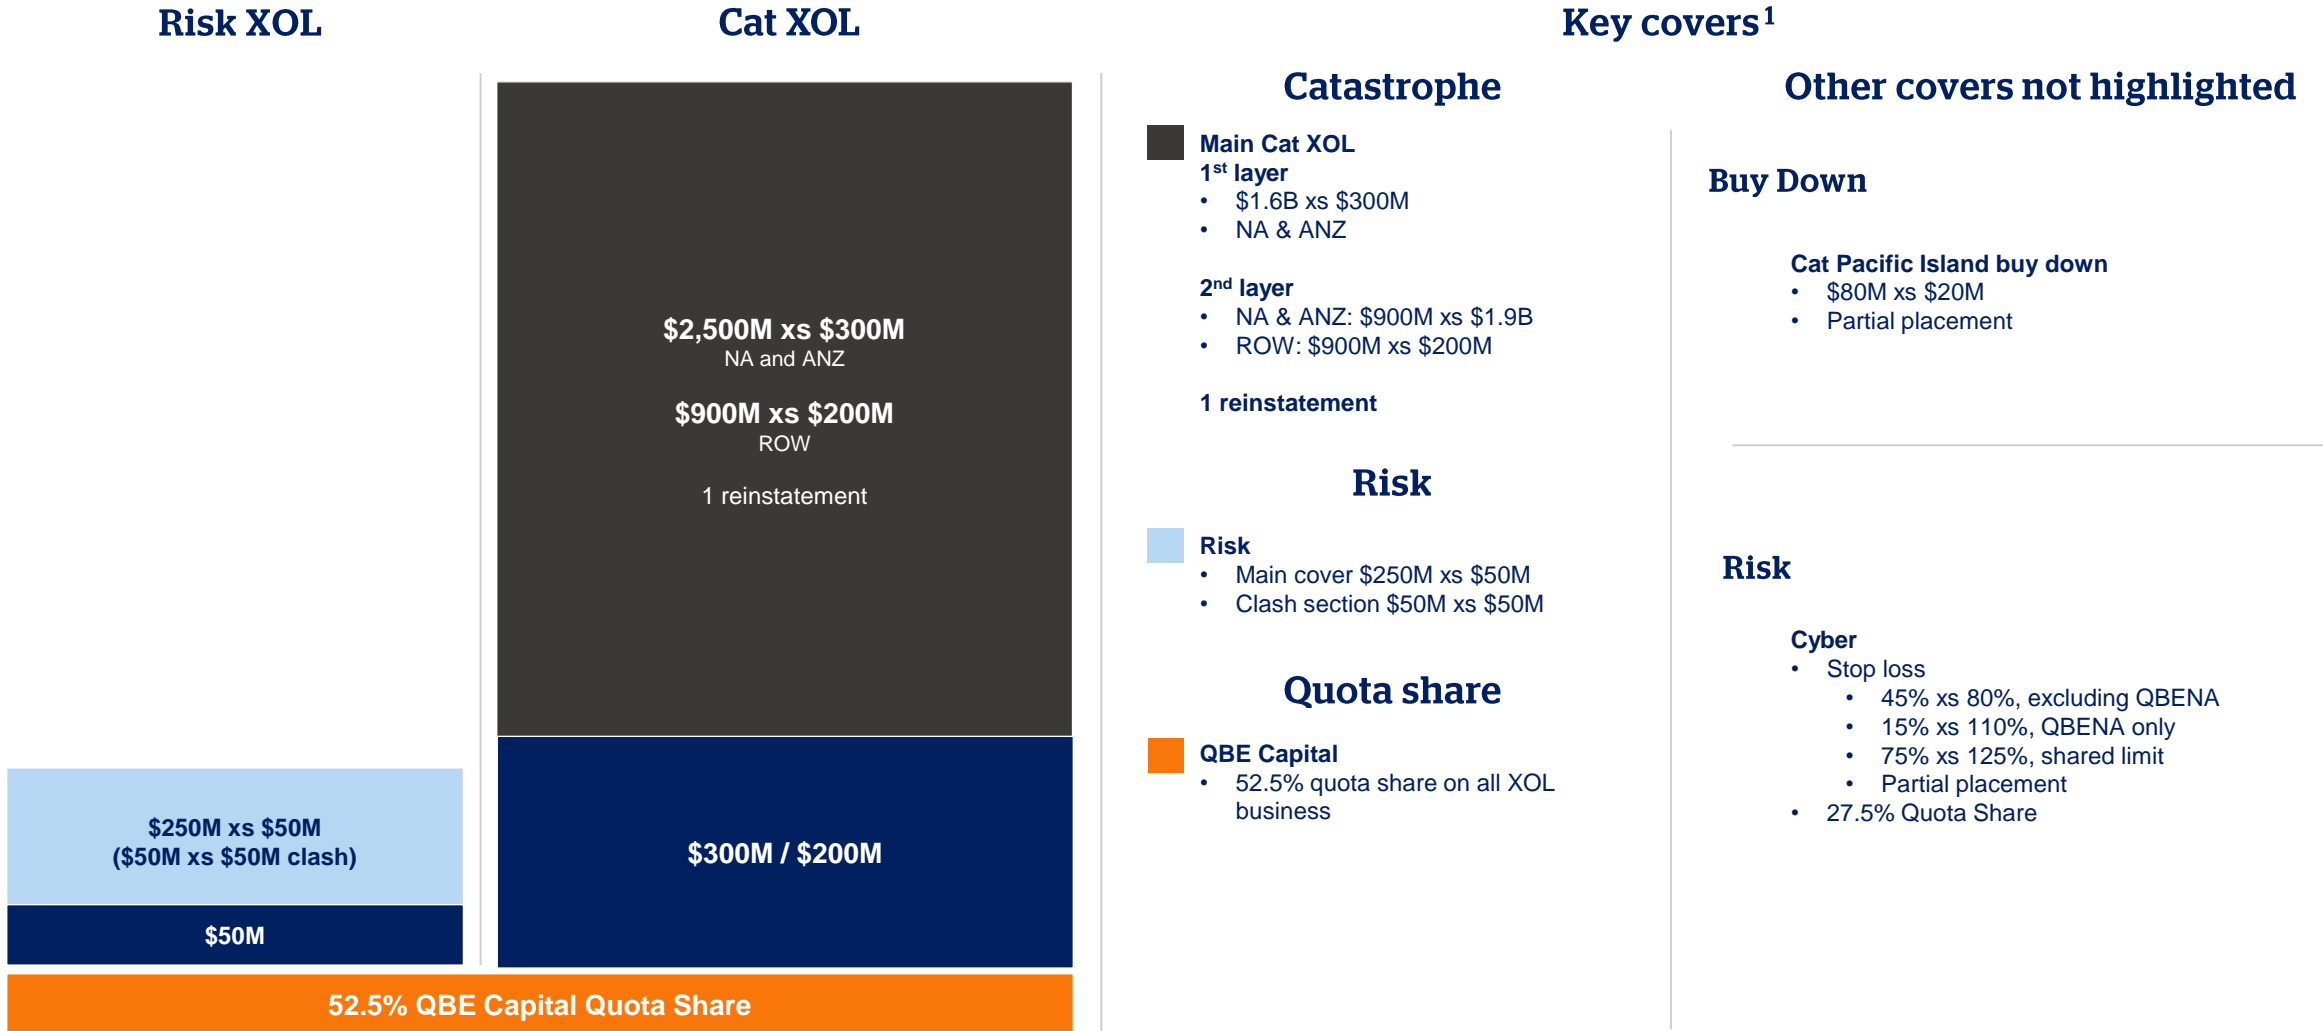 Risk XOL
Cat XOL
Key covers¹
$2,500M xs $300M
NA and ANZ
$900M xs $200M
ROW
1 reinstatement
$250M xs $50M
($50M xs $50M clash)
$50M
$300M / $200M
52.5% QBE Capital Quota Share
Catastrophe
Main Cat XOL
1st layer
• $1.6B xs $300M
• NA & ANZ
2nd layer
• NA & ANZ: $900M xs $1.9B
• ROW: $900M xs $200M
1 reinstatement
Risk
Risk
• Main cover $250M xs $50M
• Clash section $50M xs $50M
Quota share
QBE Capital
• 52.5% quota share on all XOL
business
Other covers not highlighted
Buy Down
Cat Pacific Island buy down
• $80M xs $20M
• Partial placement
Risk
Cyber
• Stop loss
• 45% xs 80%, excluding QBENA
• 15% xs 110%, QBENA only
• 75% xs 125%, shared limit
• Partial placement
• 27.5% Quota Share